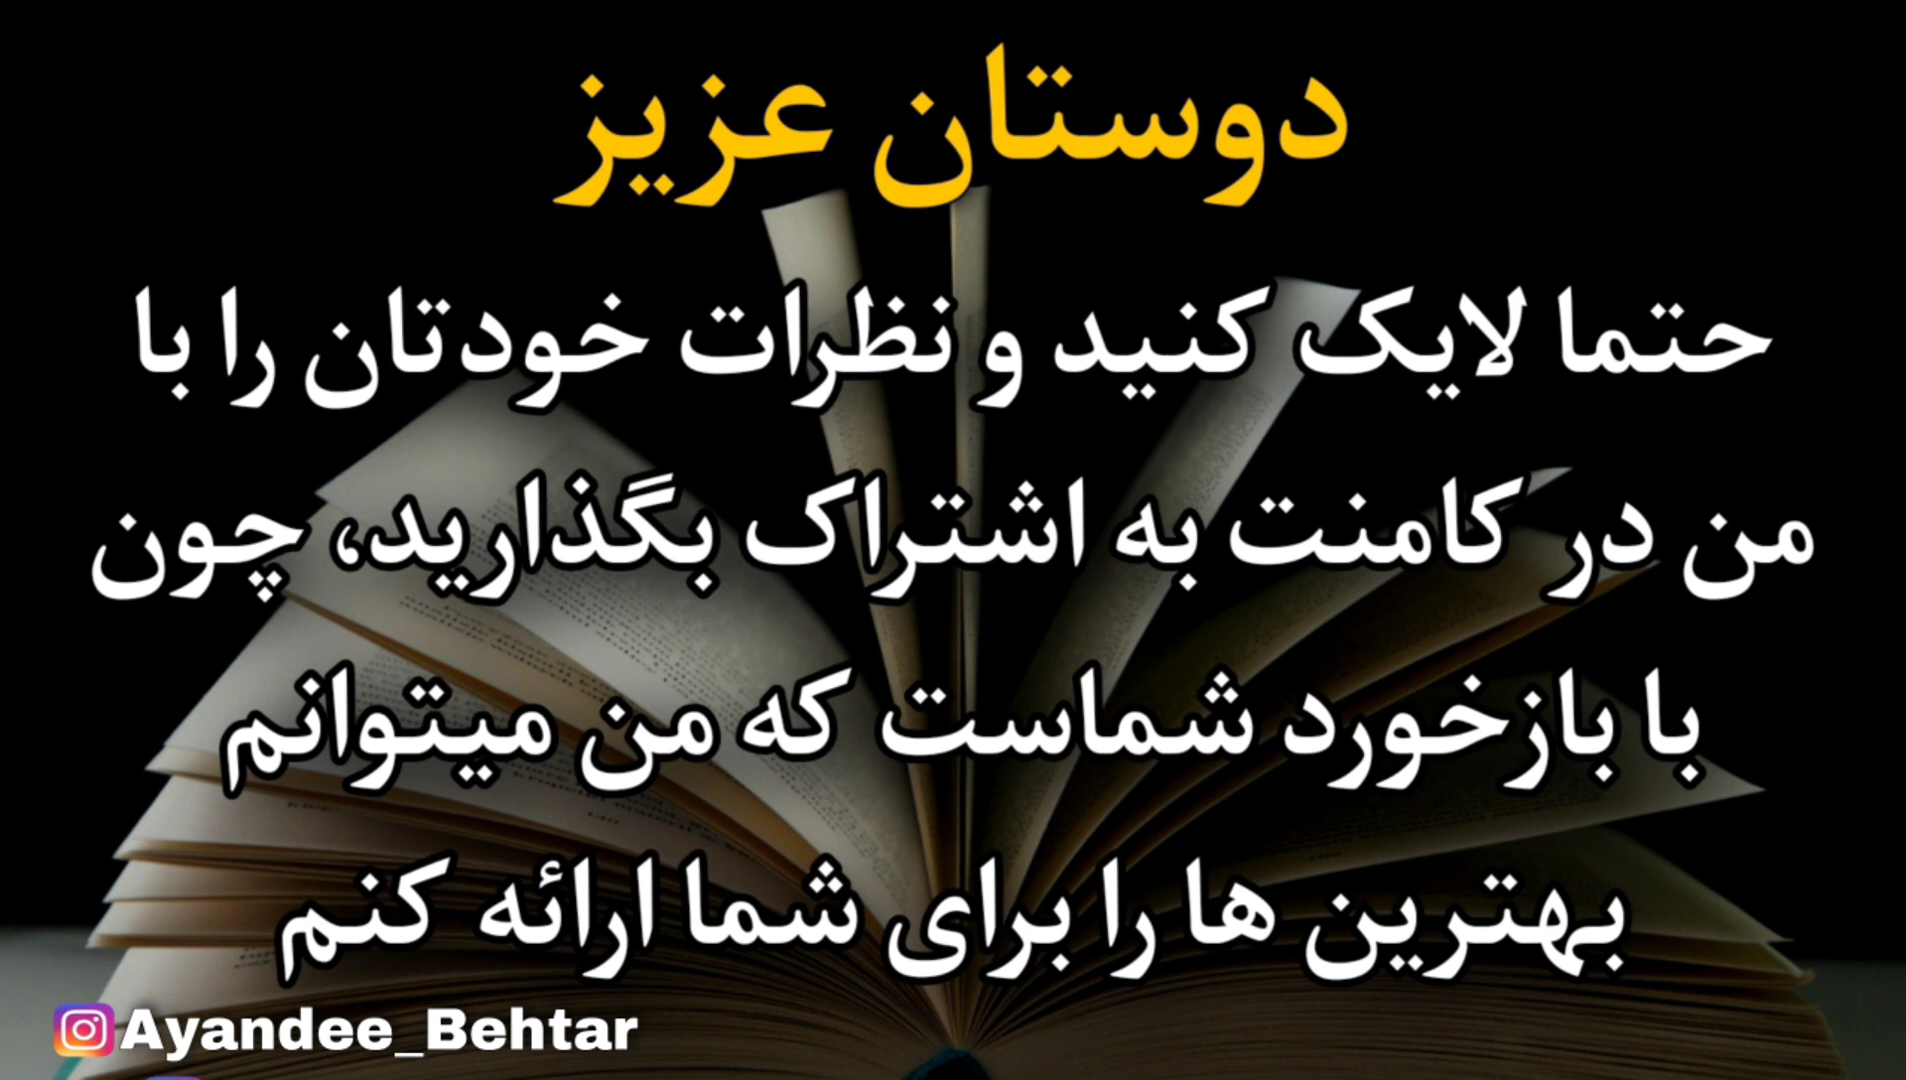 دوستان عزیز
حتما لایک کنید و نظرات خودتان را با
من در کامنت به اشتراک بگذارید، چون
با بازخورد شماست که من میتوانم
بهترین ها را برای شما ارائه کنم
Ayandee_Behtar